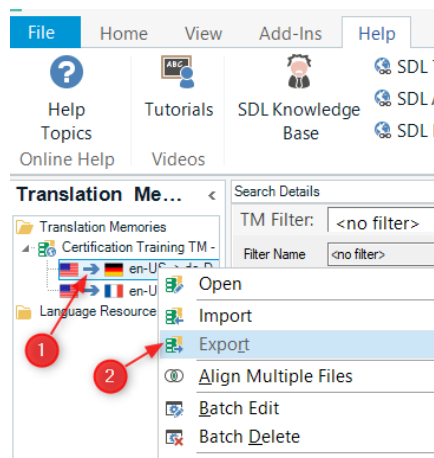 File Home View Add-Ins Help
ABC
Help Topics
Tutorials
SDL Knowledge Base
SDL
SDL
SDL
Online Help Videos
Translation Me... <
Search Details
Translation Memories
TM Filter: <no filter>
Certification Training TM -
Filter Name <no filter>
en-US
en-U
Language Resource
Open
Import
Export
Align Multiple Files
Batch Edit
Batch Delete
1
2